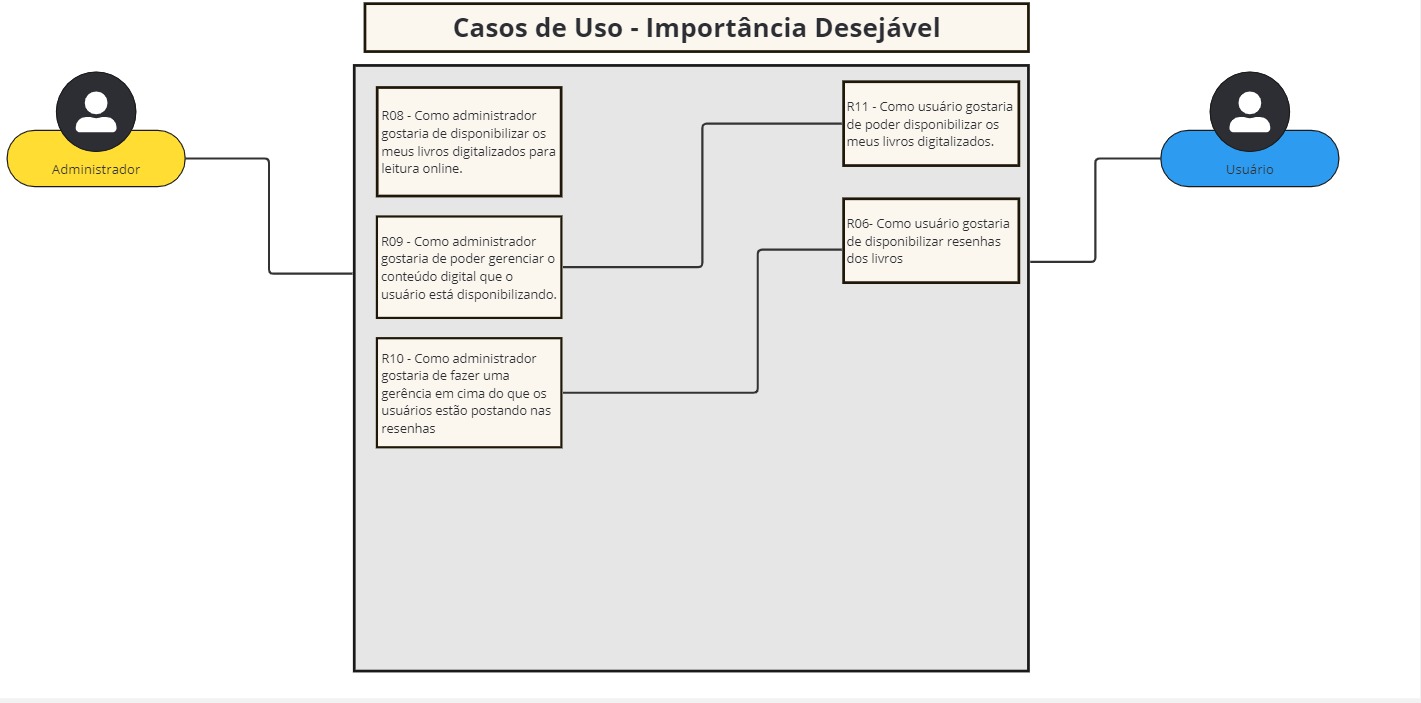 Casos de Uso - Importância Desejável
Administrador
R08 - Como administrador
gostaria de disponibilizar os
meus livros digitalizados para
leitura online.
R09 - Como administrador
gostaria de poder gerenciar o
conteúdo digital que o
usuário está disponibilizando.
R10 - Como administrador
gostaria de fazer uma
gerência em cima do que os
usuários estão postando nas
resenhas
R11 - Como usuário gostaria
de poder disponibilizar os
meus livros digitalizados.
R06- Como usuário gostaria
de disponibilizar resenhas
dos livros
Usuário